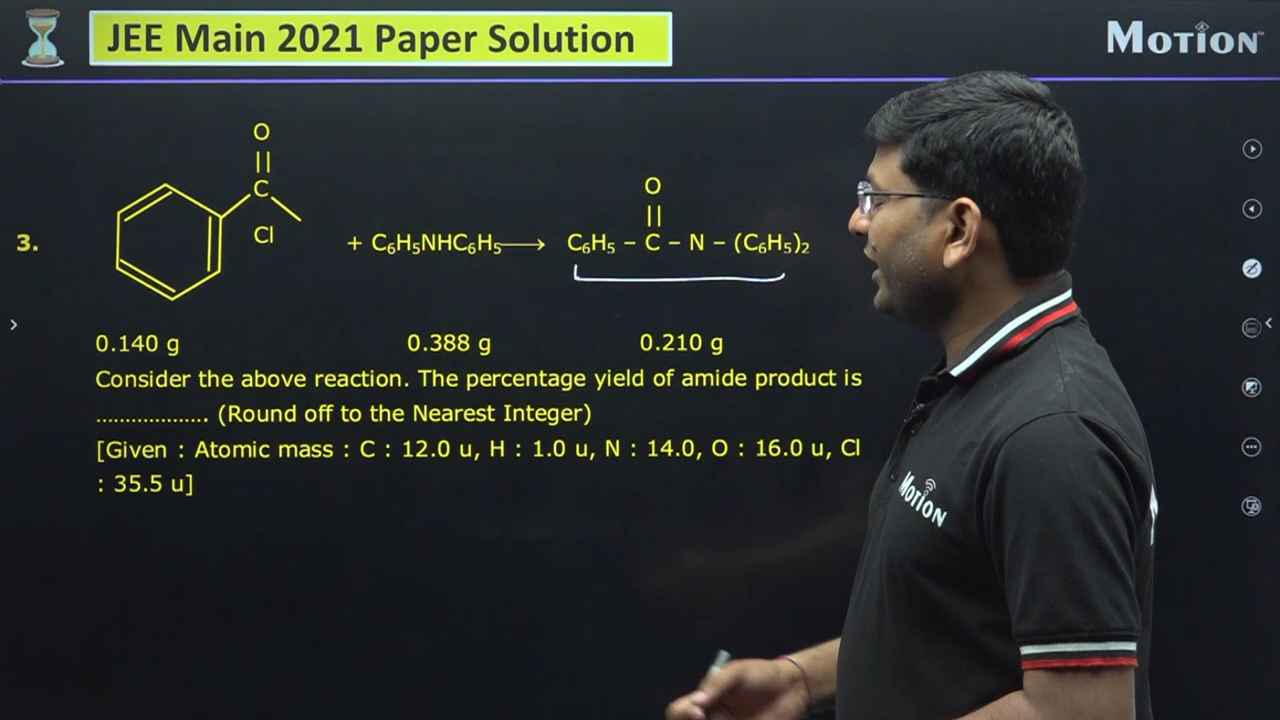 JEE Main 2021 Paper Solution
MOTION
O
||
C
Cl
O
||
3.
+ C₆H₅NHC₆H₅⟶ C₆H₅ – C – N – (C₆H₅)₂
0.140 g 0.388 g 0.210 g
Consider the above reaction. The percentage yield of amide product is
................... (Round off to the Nearest Integer)
[Given : Atomic mass : C : 12.0 u, H : 1.0 u, N : 14.0, O : 16.0 u, Cl
: 35.5 u]
MOTION